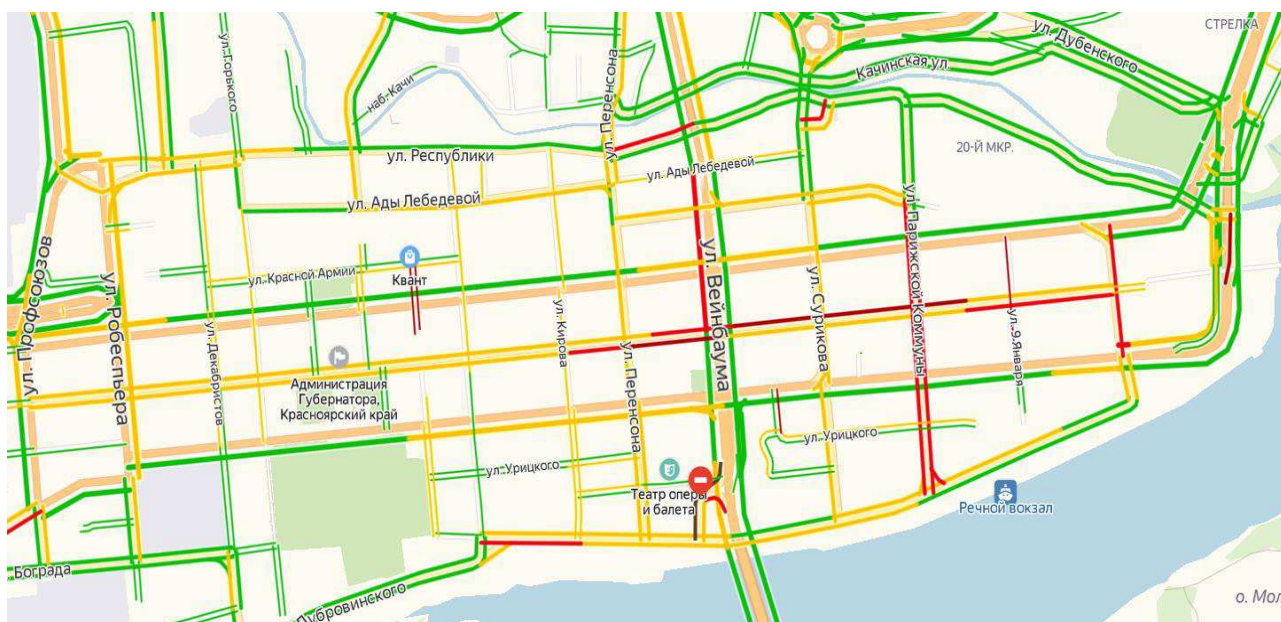 СТРЕЛКА
ул. Дубенского
Качинская ул.
ул. Горького
наб-Качи
ул. Перенсона
20-Й МКР.
ул. Республики
ул. Ады Лебедевой
ул. Ады Лебедевой
ул. Парижской Коммуны
ул. Профсоюзов
ул. Робеспьера
ул. Красной Армии
Квант
ул. Вейнбаума
ул. Сурикова
ул. Декабристов
ул. Кирова
ул. Перенсона
ул. 9 Января
Администрация
Губернатора,
Красноярский край
ул. Урицкого
ул. Урицкого
Театр оперы
и балета
Речной вокзал
Бограда
Дубровинского
о. Мол